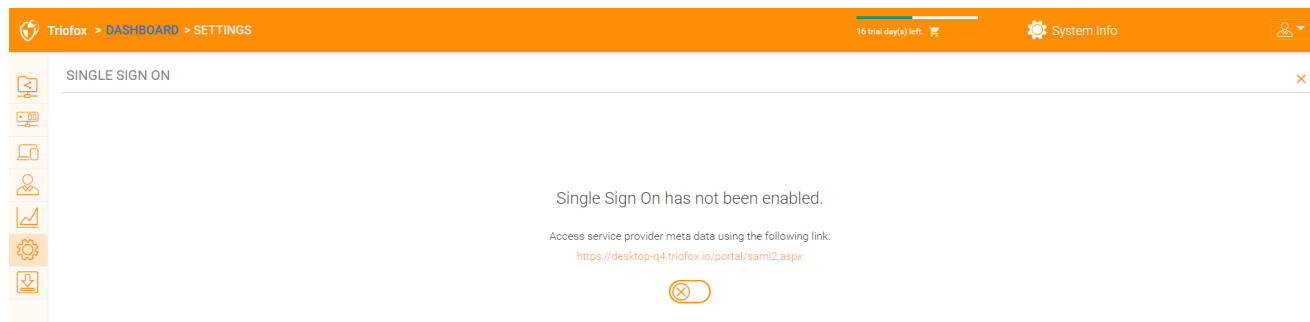 Triofox > DASHBOARD > SETTINGS
16 trial day(s) left.
System Info
SINGLE SIGN ON
Single Sign On has not been enabled.
Access service provider meta data using the following link:
https://desktop-q4.triofox.io/portal/saml2.aspx